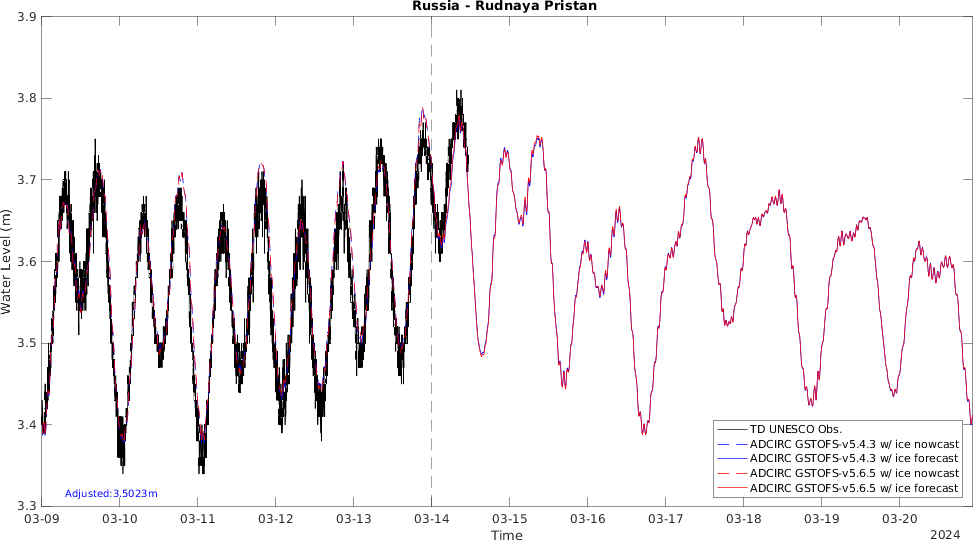 Russia - Rudnaya Pristan
3.9
3.8
3.7
3.6
3.5
3.4
3.3
Water Level (m)
Adjusted:3.5023m
TD UNESCO Obs.
ADCIRC GSTOFS-v5.4.3 w/ ice nowcast
ADCIRC GSTOFS-v5.4.3 w/ ice forecast
ADCIRC GSTOFS-v5.6.5 w/ ice nowcast
ADCIRC GSTOFS-v5.6.5 w/ ice forecast
03-09 03-10 03-11 03-12 03-13 03-14 03-15 03-16 03-17 03-18 03-19 03-20
Time
2024